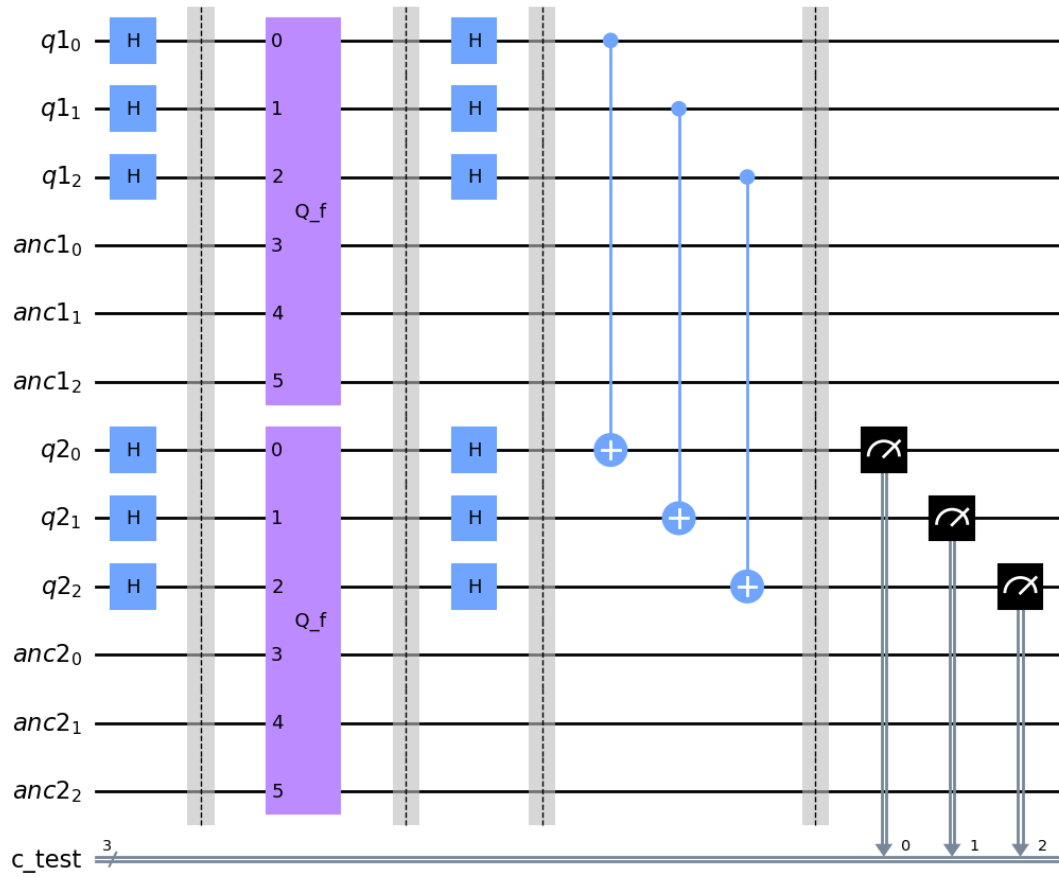 q1₀ H 0 H
q1₁ H 1 H
q1₂ H 2 H
Q_f
anc1₀ 3
anc1₁ 4
anc1₂ 5
q2₀ H 0 H
q2₁ H 1 H
q2₂ H 2 H
Q_f
anc2₀ 3
anc2₁ 4
anc2₂ 5
c_test 3 0 1 2